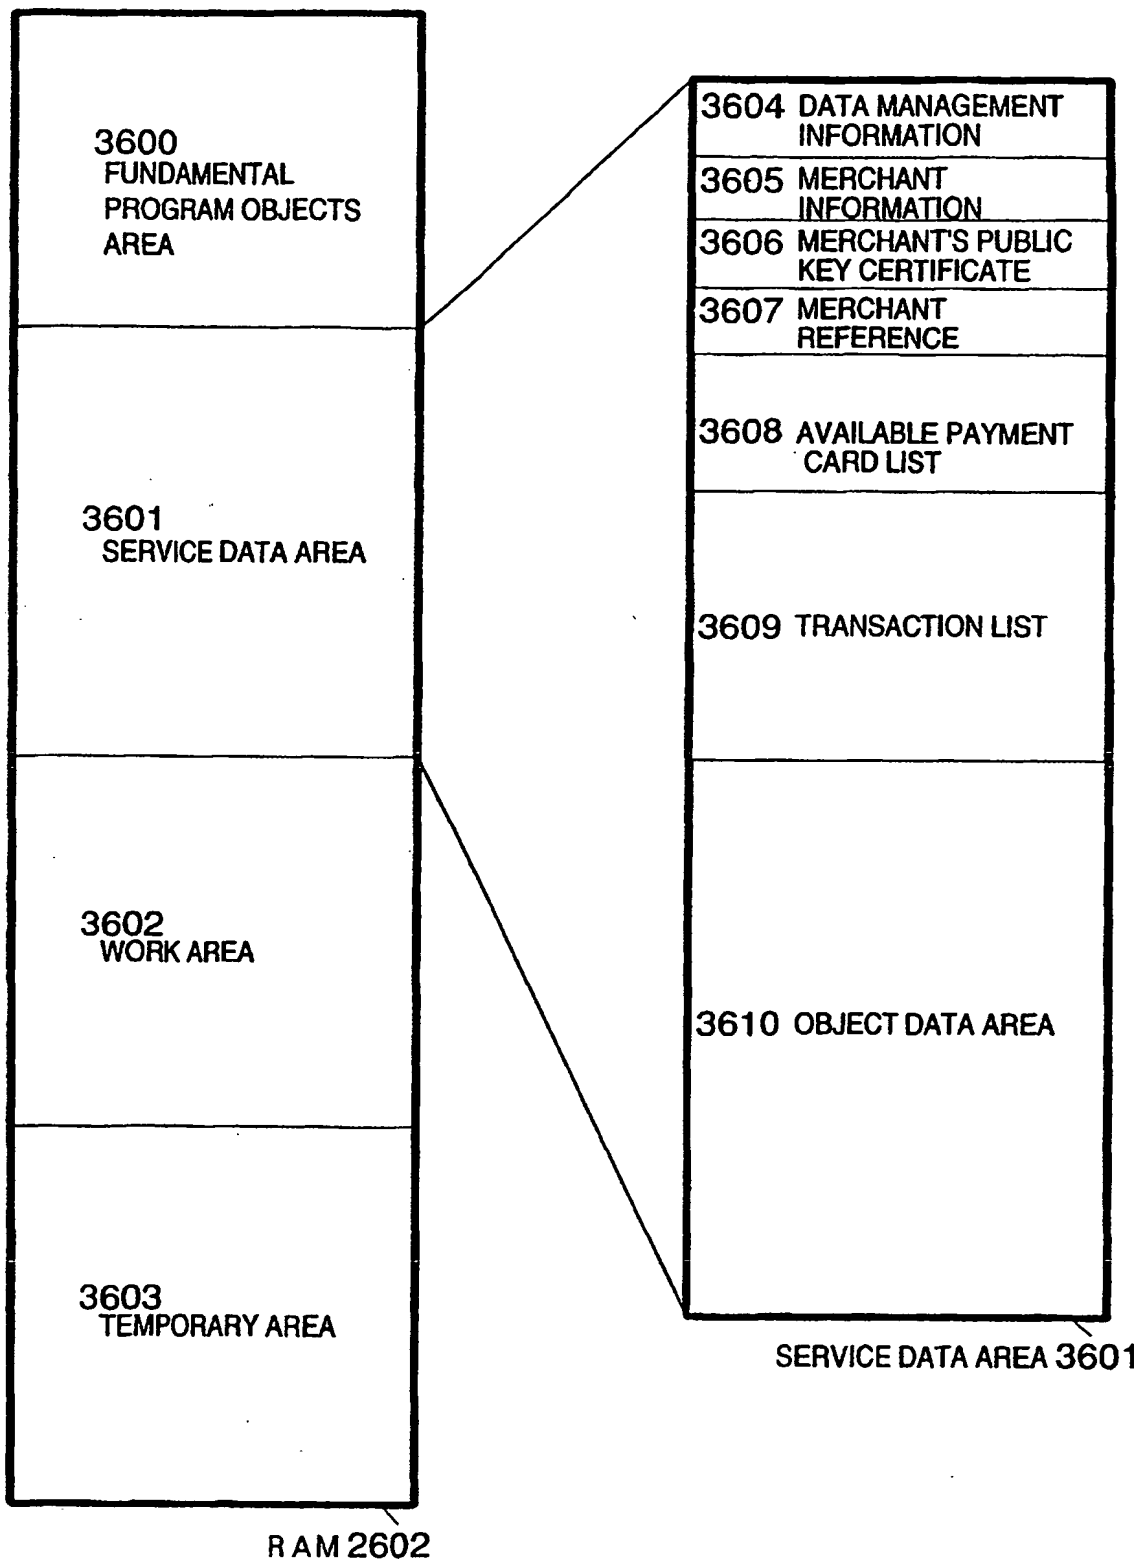 3600
FUNDAMENTAL
PROGRAM OBJECTS
AREA
3601
SERVICE DATA AREA
3602
WORK AREA
3603
TEMPORARY AREA
RAM 2602
3604 DATA MANAGEMENT
INFORMATION
3605 MERCHANT
INFORMATION
3606 MERCHANT'S PUBLIC
KEY CERTIFICATE
3607 MERCHANT
REFERENCE
3608 AVAILABLE PAYMENT
CARD LIST
3609 TRANSACTION LIST
3610 OBJECT DATA AREA
SERVICE DATA AREA 3601